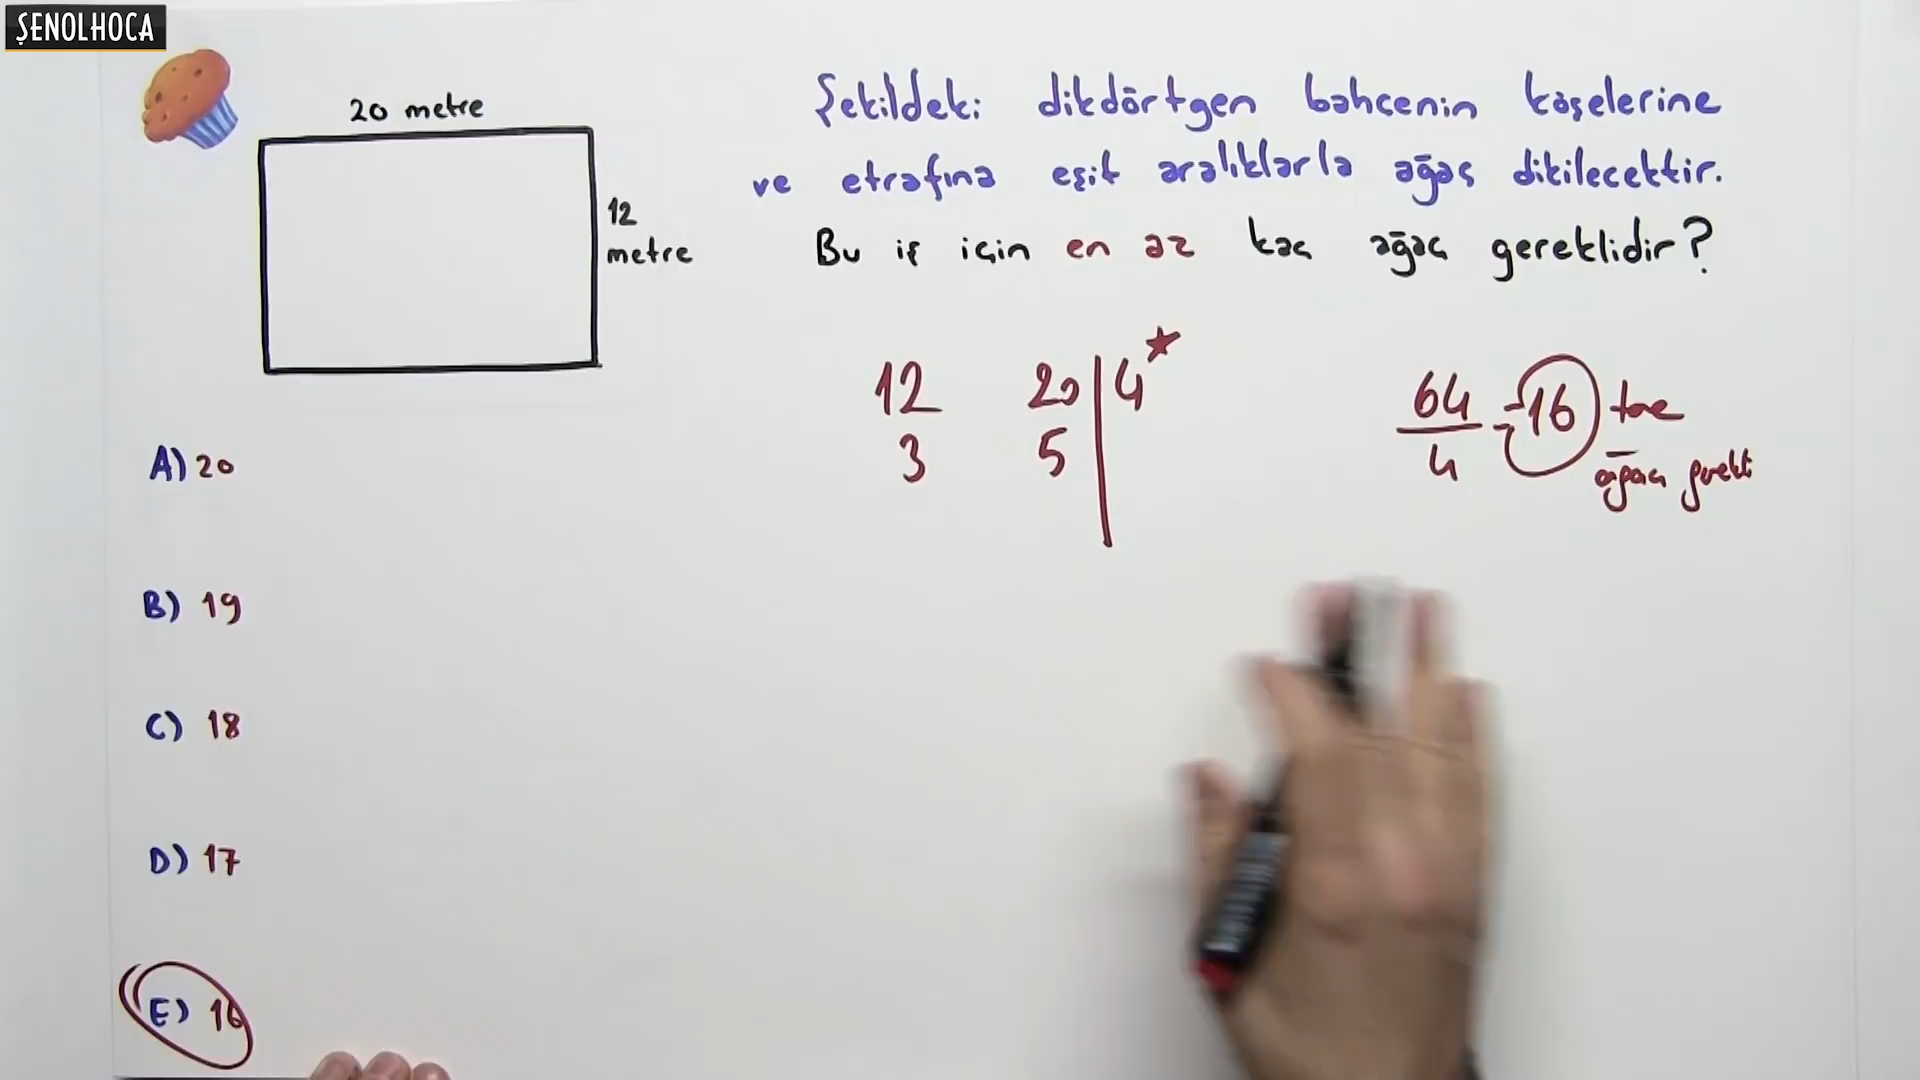 ŞENOLHOCA
20 metre
12
metre
Şekildeki dikdörtgen bahçenin köşelerine
ve etrafına eşit aralıklarla ağaç dikilecektir.
Bu iş için en az kaç ağaç gereklidir?
12 20 | 4 ★
3 5
64
4
= 16 tane
ağaç gerekli
A) 20
B) 19
C) 18
D) 17
E) 16